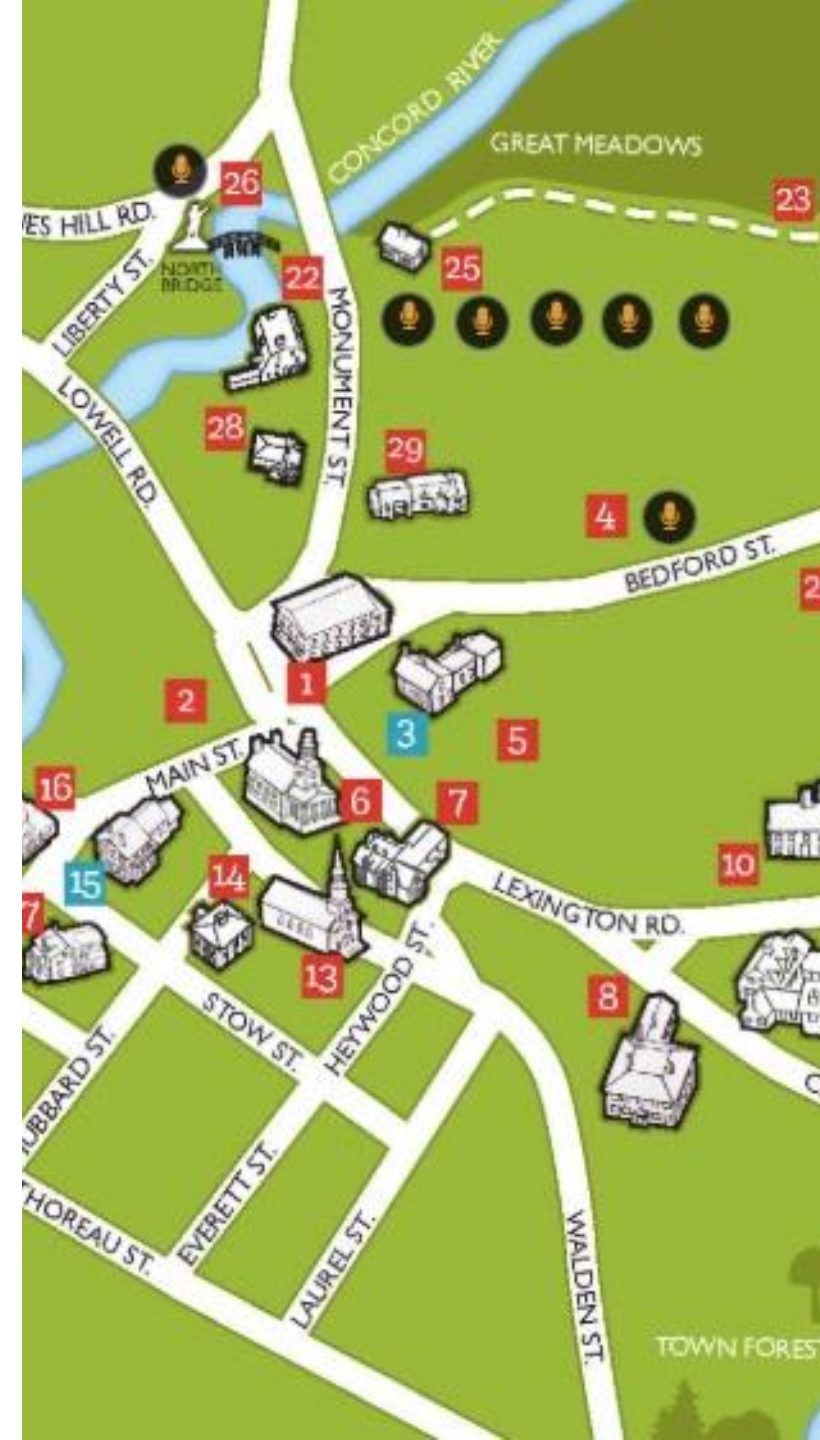 CONCORD RIVER
GREAT MEADOWS
26
23
ES HILL RD.
NORTH
BRIDGE
25
22
LIBERTY ST.
MONUMENT ST.
LOWELL RD.
28
29
4
BEDFORD ST.
2
1
2
3
5
MAIN ST.
16
6
7
15
14
10
LEXINGTON RD.
7
13
HEYWOOD ST.
8
STOW ST.
UBBARD ST.
C
THOREAU ST.
EVERETT ST.
LAUREL ST.
WALDEN ST.
TOWN FOREST